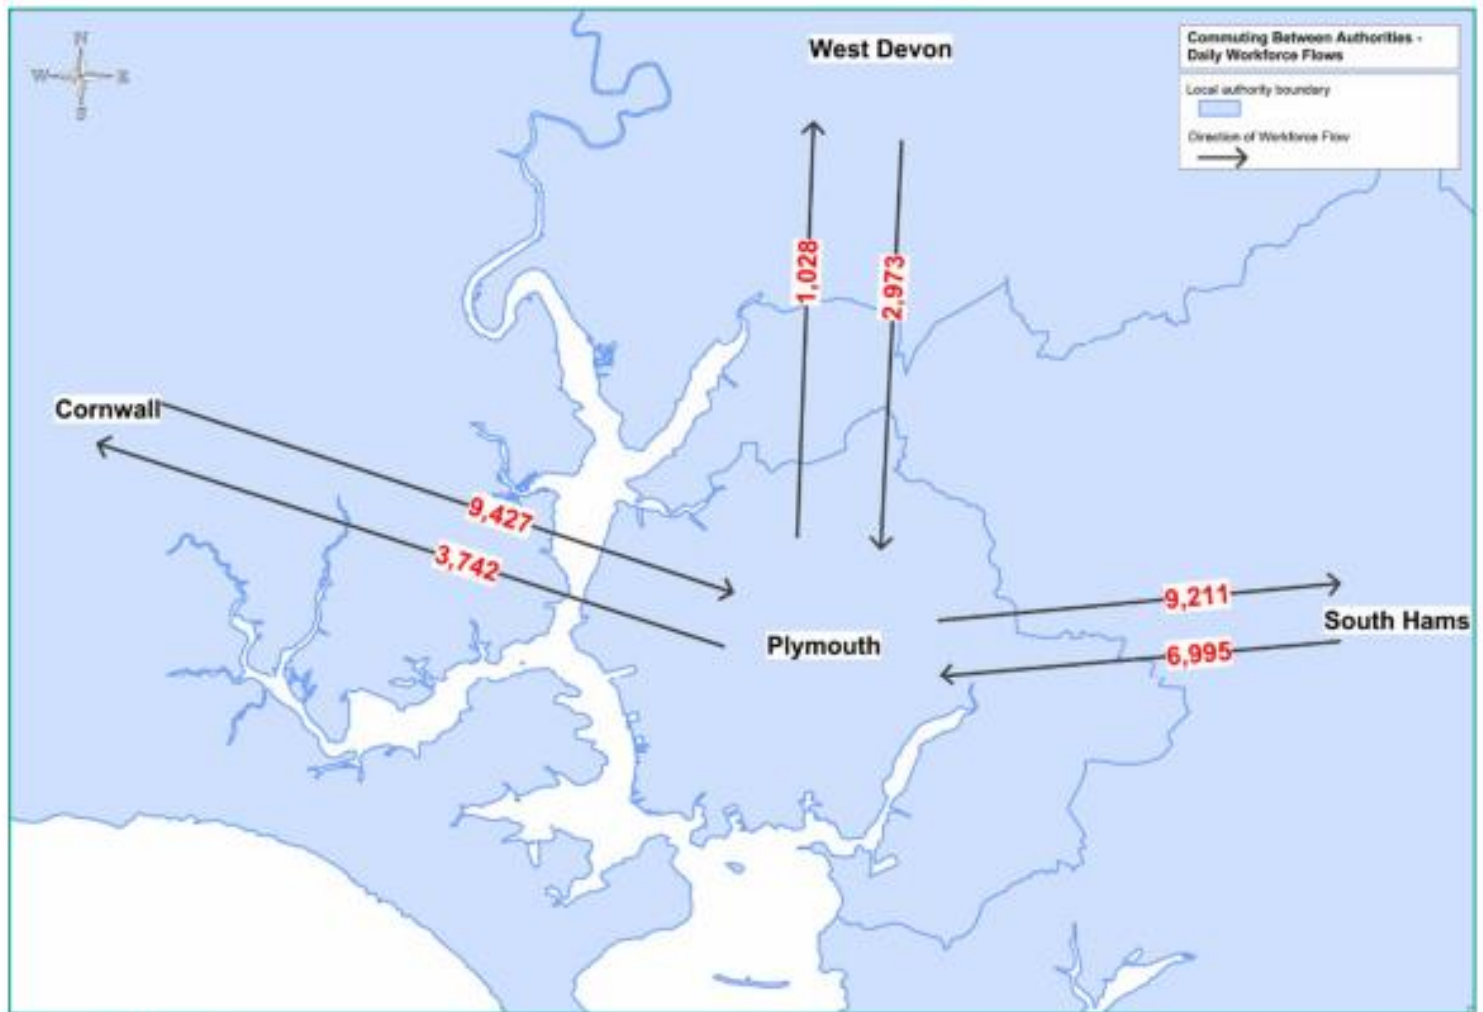 N
W E
S
West Devon
Commuting Between Authorities -
Daily Workforce Flows
Local authority boundary
Direction of Workforce Flow
1,028
2,973
Cornwall
9,427
3,742
9,211
South Hams
Plymouth
6,995